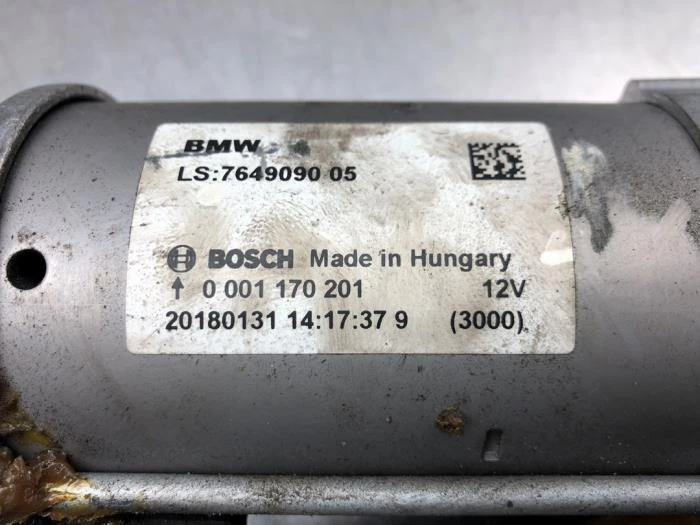 BMW
LS:7649090 05
BOSCH Made in Hungary
↑ 0 001 170 201 12V
20180131 14:17:37 9 (3000)